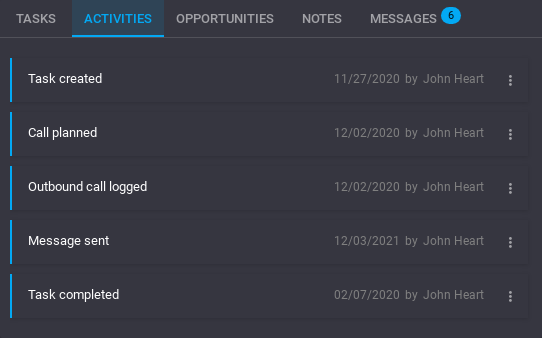 TASKS ACTIVITIES OPPORTUNITIES NOTES MESSAGES 6
Task created 11/27/2020 by John Heart
Call planned 12/02/2020 by John Heart
Outbound call logged 12/02/2020 by John Heart
Message sent 12/03/2021 by John Heart
Task completed 02/07/2020 by John Heart